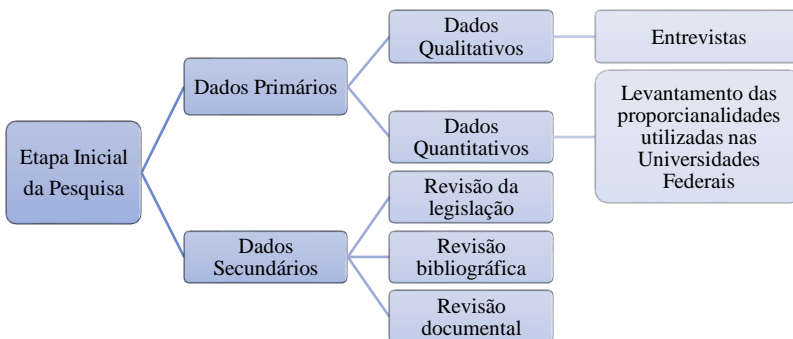 Etapa Inicial
da Pesquisa
Dados Primários
Dados
Qualitativos
Entrevistas
Dados
Quantitativos
Levantamento das
proporcianalidades
utilizadas nas
Universidades
Federais
Dados
Secundários
Revisão da
legislação
Revisão
bibliográfica
Revisão
documental